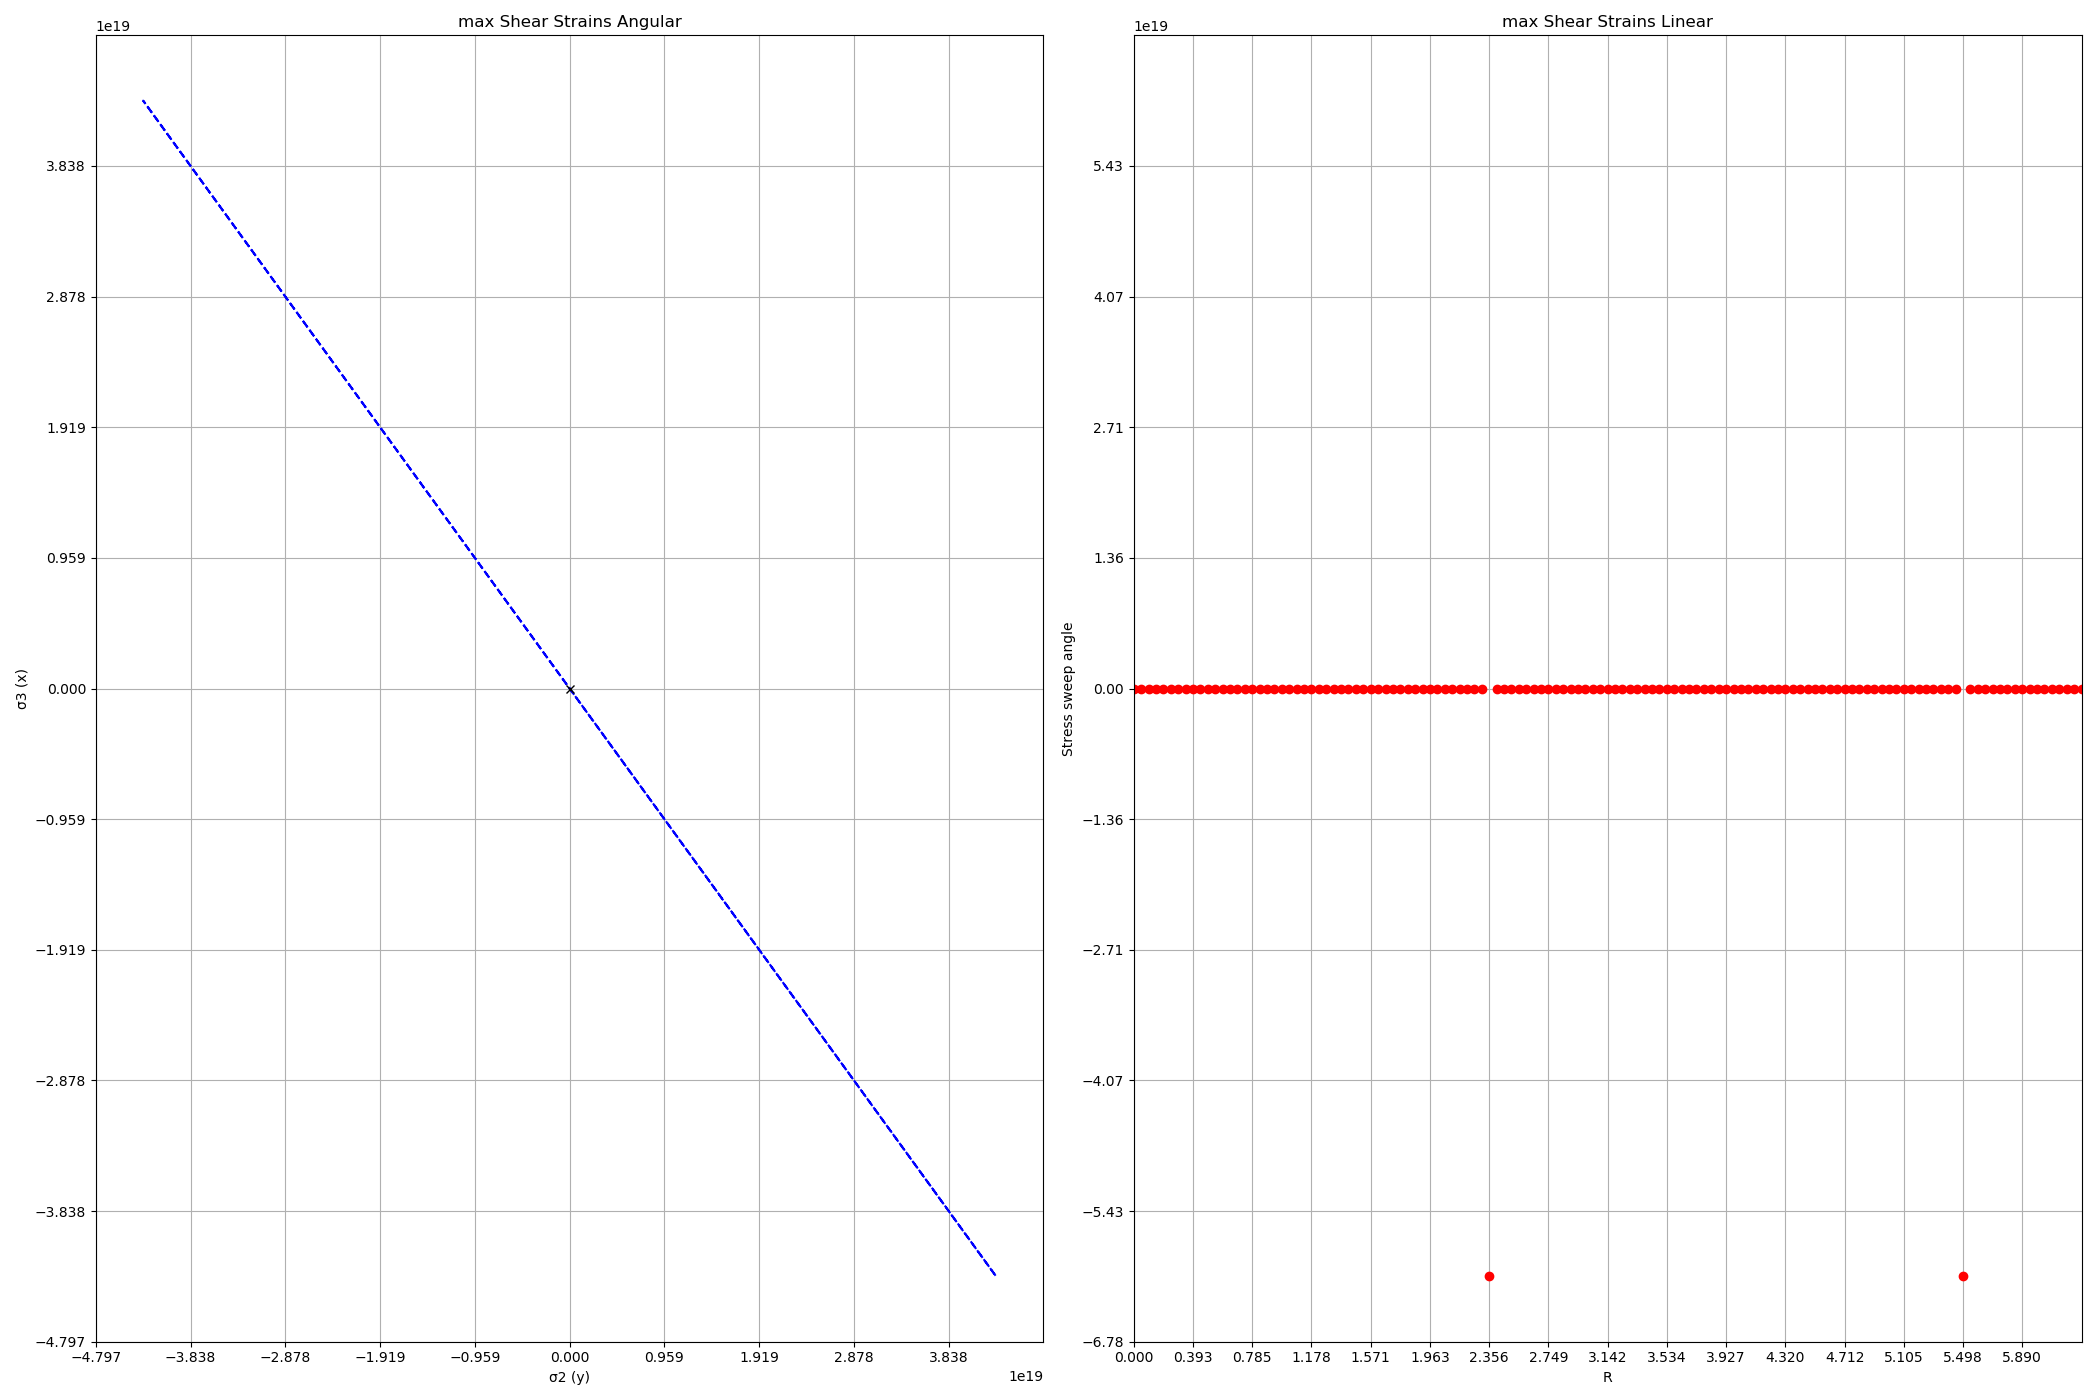 max Shear Strains Angular
1e19
3.838
2.878
1.919
0.959
0.000
−0.959
−1.919
−2.878
−3.838
−4.797
σ3 (x)
−4.797 −3.838 −2.878 −1.919 −0.959 0.000 0.959 1.919 2.878 3.838
1e19
σ2 (y)
max Shear Strains Linear
1e19
5.43
4.07
2.71
1.36
0.00
−1.36
−2.71
−4.07
−5.43
−6.78
Stress sweep angle
0.000 0.393 0.785 1.178 1.571 1.963 2.356 2.749 3.142 3.534 3.927 4.320 4.712 5.105 5.498 5.890
R